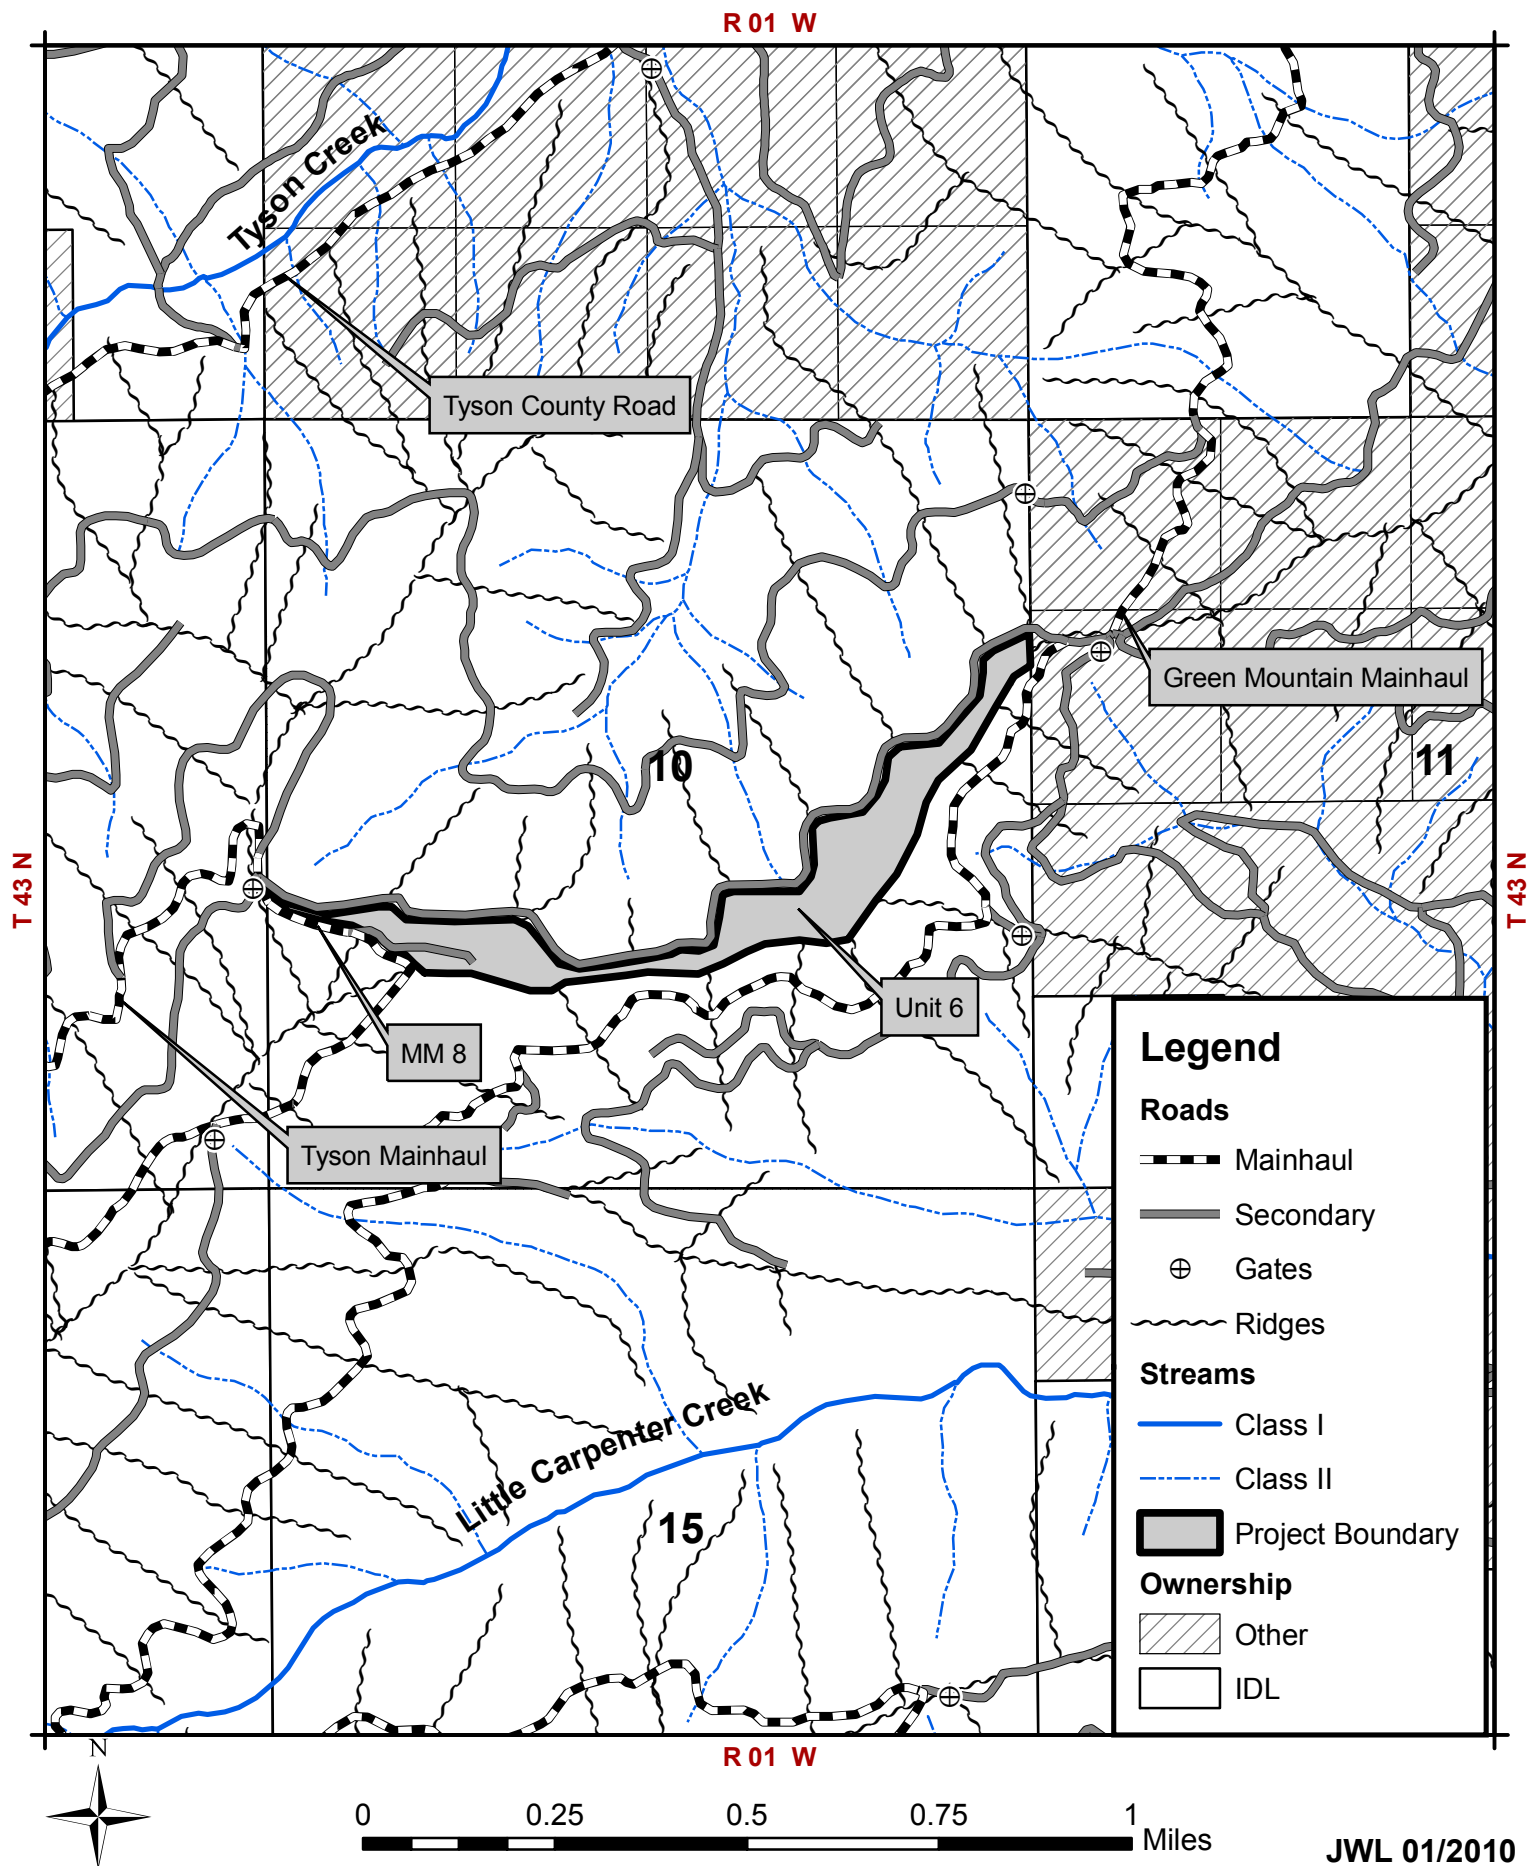 R 01 W
Tyson Creek
Tyson County Road
Green Mountain Mainhaul
10
11
T 43 N
T 43 N
Unit 6
MM 8
Tyson Mainhaul
Legend
Roads
Mainhaul
Secondary
Gates
Ridges
Streams
Class I
Class II
Project Boundary
Ownership
Other
IDL
Little Carpenter Creek
15
R 01 W
N
0 0.25 0.5 0.75 1
Miles
JWL 01/2010